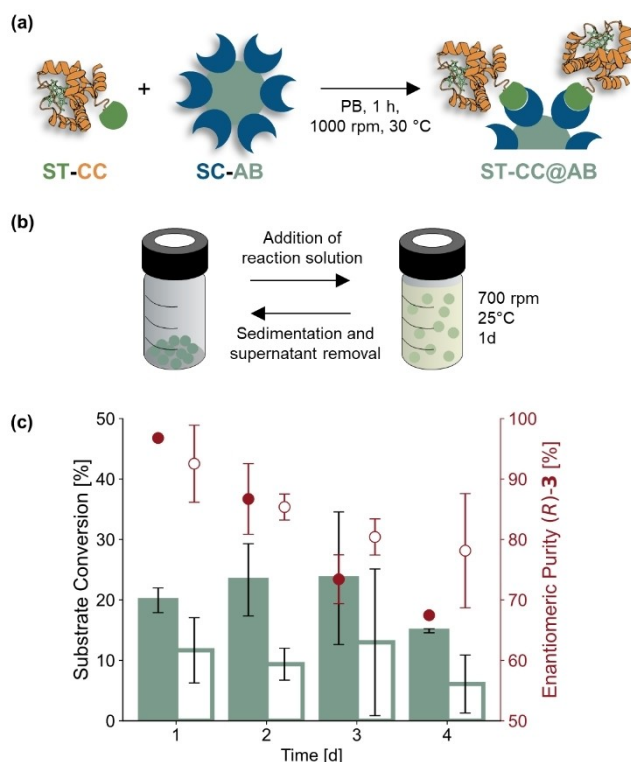 (a)
+
PB, 1 h,
1000 rpm, 30 °C
ST-CC
SC-AB
ST-CC@AB
(b)
Addition of
reaction solution
Sedimentation and
supernatant removal
700 rpm
25°C
1d
(c)
Substrate Conversion [%]
50
40
30
20
10
0
1 2 3 4
Time [d]
100
90
80
70
60
50
Enantiomeric Purity (R)-3 [%]